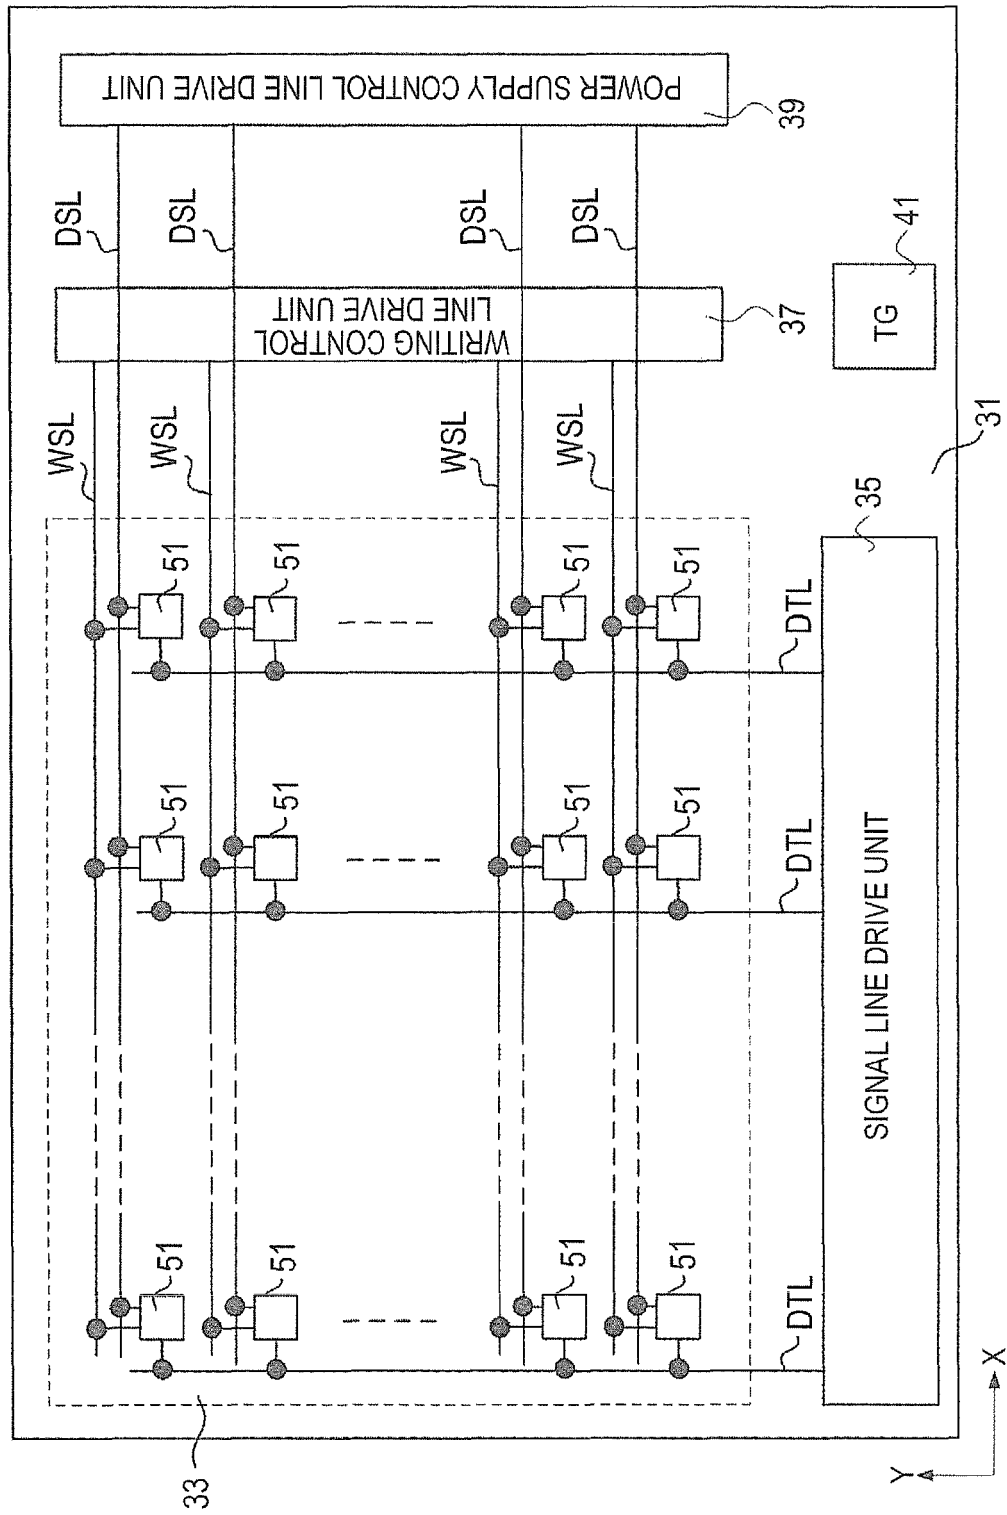 POWER SUPPLY CONTROL LINE DRIVE UNIT
39
DSL
DSL
DSL
DSL
WRITING CONTROL
LINE DRIVE UNIT
37
TG
41
WSL
WSL
WSL
WSL
31
51
51
51
51
DTL
35
51
51
51
51
DTL
SIGNAL LINE DRIVE UNIT
51
51
51
51
DTL
33
Y
X